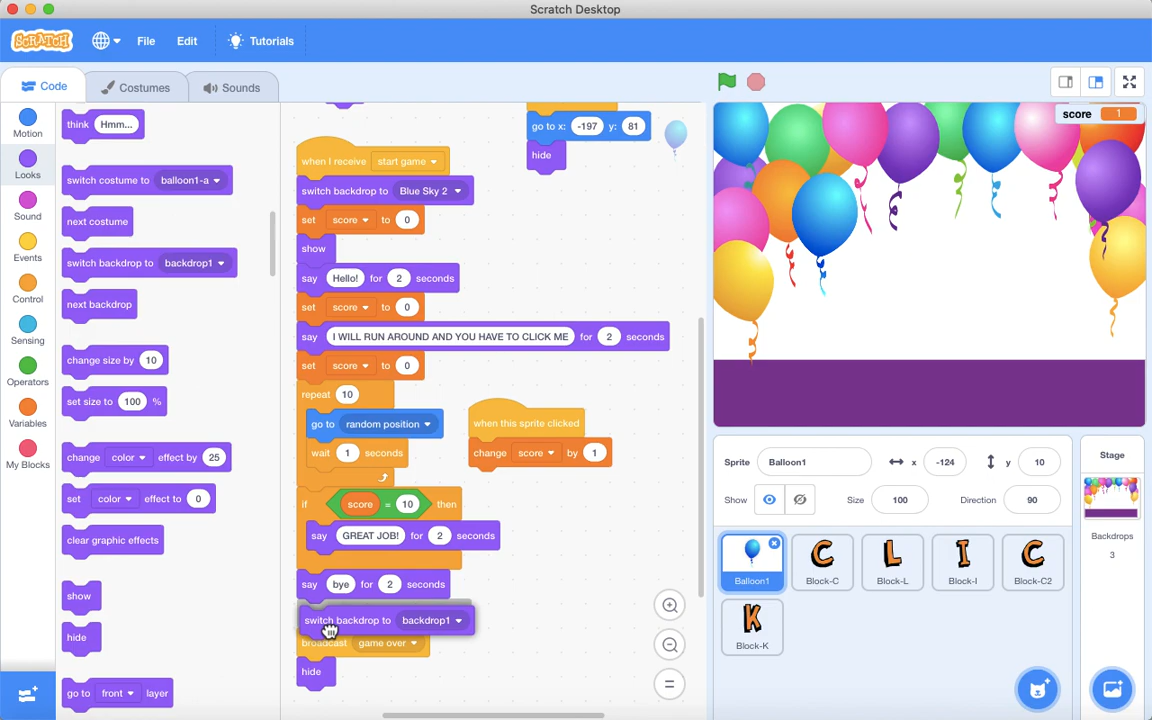 Scratch Desktop
SCRATCH File Edit Tutorials
Code Costumes Sounds
Motion
Looks
Sound
Events
Control
Sensing
Operators
Variables
My Blocks
think Hmm...
switch costume to balloon1-a
next costume
switch backdrop to backdrop1
next backdrop
change size by 10
set size to 100 %
change color effect by 25
set color effect to 0
clear graphic effects
show
hide
go to front layer
when I receive start game
switch backdrop to Blue Sky 2
set score to 0
show
say Hello! for 2 seconds
set score to 0
say I WILL RUN AROUND AND YOU HAVE TO CLICK ME for 2 seconds
set score to 0
repeat 10
go to random position
wait 1 seconds
if score = 10 then
say GREAT JOB! for 2 seconds
say bye for 2 seconds
switch backdrop to backdrop1
broadcast game over
hide
go to x: -197 y: 81
hide
when this sprite clicked
change score by 1
score 1
Sprite Balloon1 x -124 y 10
Show Size 100 Direction 90
Balloon1 Block-C Block-L Block-I Block-C2
Block-K
Stage
Backdrops
3
C L I C
K